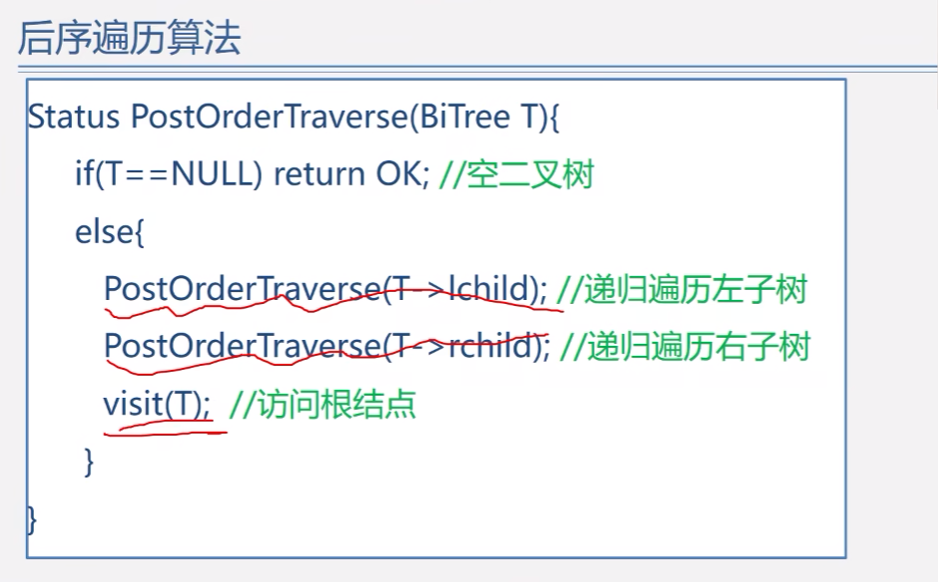 后序遍历算法
Status PostOrderTraverse(BiTree T){
if(T==NULL) return OK; //空二叉树
else{
PostOrderTraverse(T->lchild); //递归遍历左子树
PostOrderTraverse(T->rchild); //递归遍历右子树
visit(T); //访问根结点
}
}